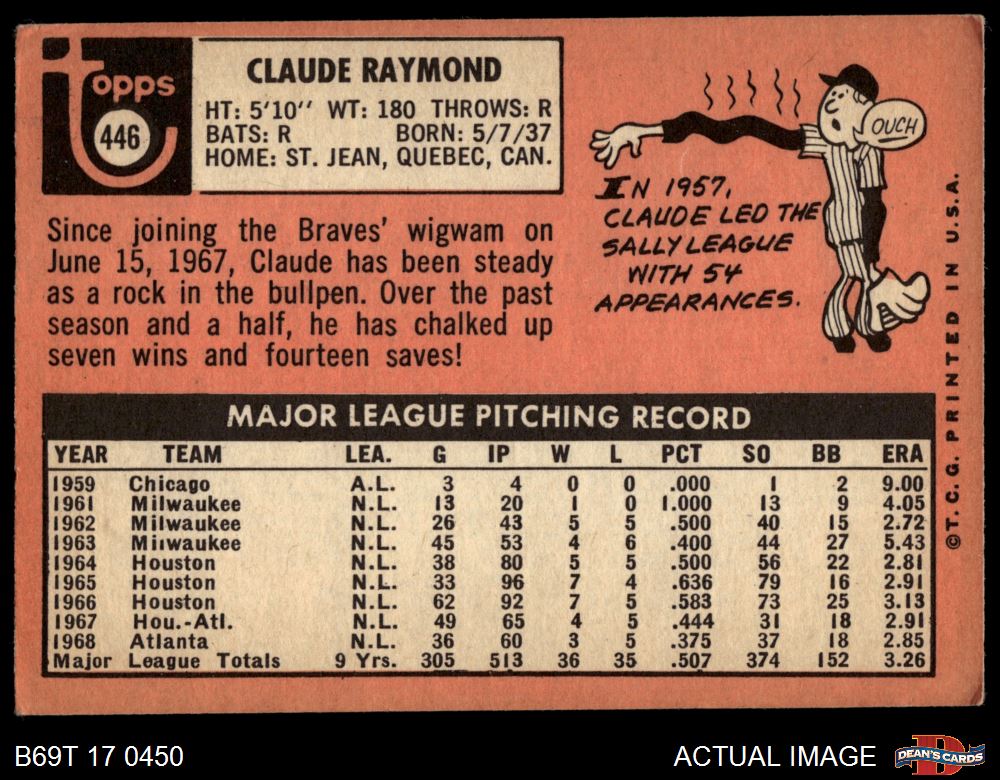 topps
446
CLAUDE RAYMOND
HT: 5'10'' WT: 180 THROWS: R
BATS: R BORN: 5/7/37
HOME: ST. JEAN, QUEBEC, CAN.
Since joining the Braves' wigwam on
June 15, 1967, Claude has been steady
as a rock in the bullpen. Over the past
season and a half, he has chalked up
seven wins and fourteen saves!
OUCH
IN 1957,
CLAUDE LED THE
SALLY LEAGUE
WITH 54
APPEARANCES.
©T. C. G. PRINTED IN U.S.A.
MAJOR LEAGUE PITCHING RECORD
YEAR TEAM LEA. G IP W L PCT SO BB ERA
1959 Chicago A.L. 3 4 0 0 .000 1 2 9.00
1961 Milwaukee N.L. 13 20 1 0 1.000 13 9 4.05
1962 Milwaukee N.L. 26 43 5 5 .500 40 15 2.72
1963 Milwaukee N.L. 45 53 4 6 .400 44 27 5.43
1964 Houston N.L. 38 80 5 5 .500 56 22 2.81
1965 Houston N.L. 33 96 7 4 .636 79 16 2.91
1966 Houston N.L. 62 92 7 5 .583 73 25 3.13
1967 Hou.-Atl. N.L. 49 65 4 5 .444 31 18 2.91
1968 Atlanta N.L. 36 60 3 5 .375 37 18 2.85
Major League Totals 9 Yrs. 305 513 36 35 .507 374 152 3.26
B69T 17 0450
ACTUAL IMAGE
D
DEAN'S CARDS